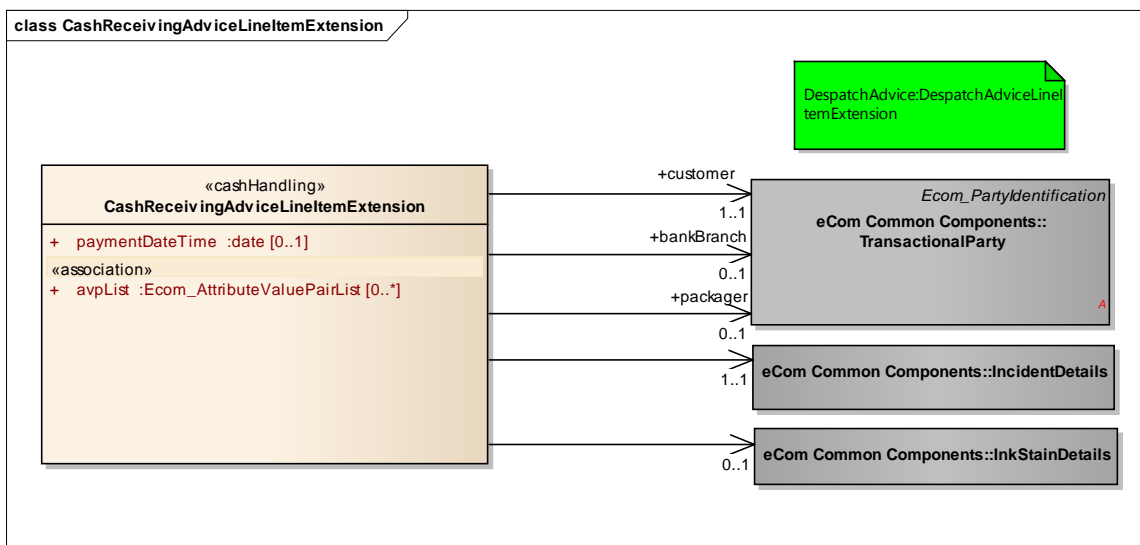 class CashReceivingAdviceLineItemExtension
DespatchAdvice:DespatchAdviceLineI
temExtension
«cashHandling»
CashReceivingAdviceLineItemExtension
+ paymentDateTime :date [0..1]
«association»
+ avpList :Ecom_AttributeValuePairList [0..*]
+customer
1..1
+bankBranch
0..1
+packager
0..1
1..1
0..1
Ecom_PartyIdentification
eCom Common Components::
TransactionalParty
A
eCom Common Components::IncidentDetails
eCom Common Components::InkStainDetails